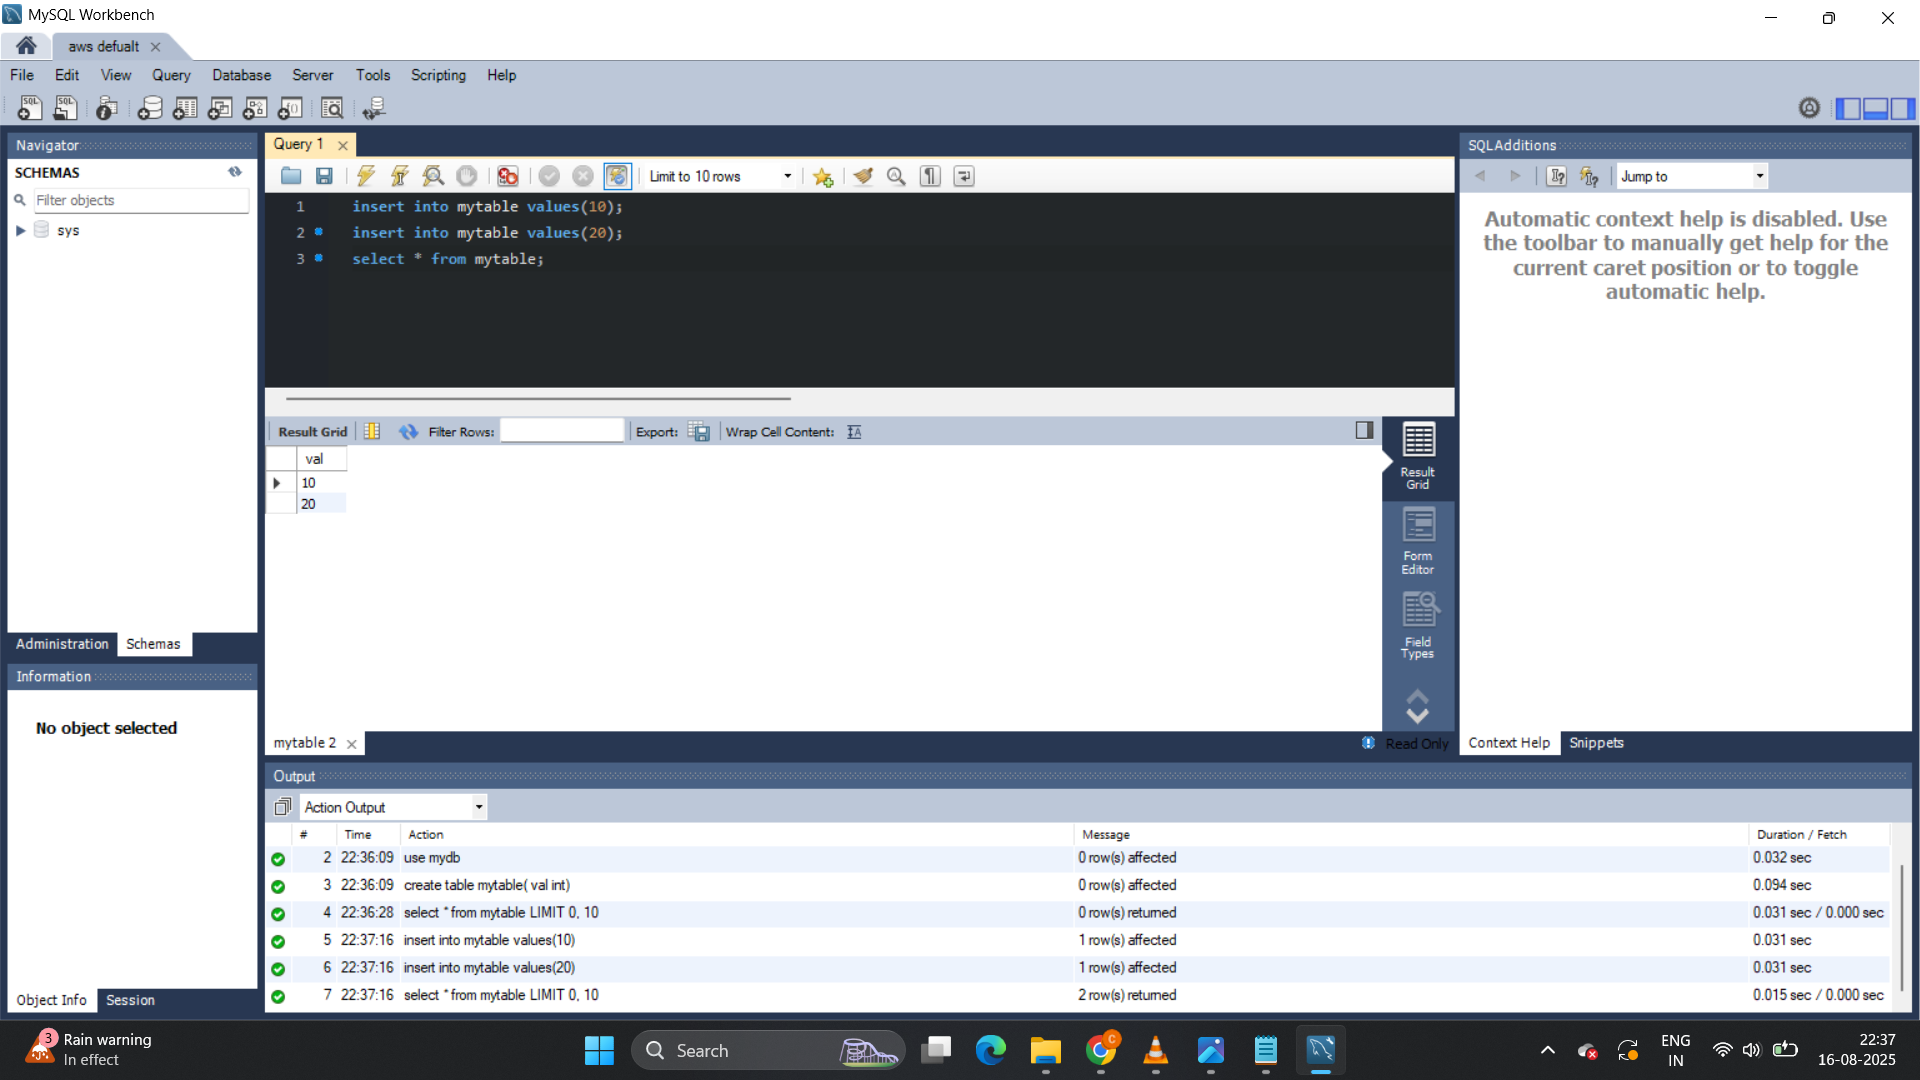 MySQL Workbench
aws defualt
File Edit View Query Database Server Tools Scripting Help
Navigator
SCHEMAS
Filter objects
sys
Administration Schemas
Information
No object selected
Object Info Session
Query 1
Limit to 10 rows
1 insert into mytable values(10);
2 insert into mytable values(20);
3 select * from mytable;
Result Grid Filter Rows: Export: Wrap Cell Content:
val
10
20
Result
Grid
Form
Editor
Field
Types
mytable 2
Read Only
SQLAdditions
Jump to
Automatic context help is disabled. Use
the toolbar to manually get help for the
current caret position or to toggle
automatic help.
Context Help Snippets
Output
Action Output
# Time Action Message Duration / Fetch
2 22:36:09 use mydb 0 row(s) affected 0.032 sec
3 22:36:09 create table mytable( val int) 0 row(s) affected 0.094 sec
4 22:36:28 select * from mytable LIMIT 0, 10 0 row(s) returned 0.031 sec / 0.000 sec
5 22:37:16 insert into mytable values(10) 1 row(s) affected 0.031 sec
6 22:37:16 insert into mytable values(20) 1 row(s) affected 0.031 sec
7 22:37:16 select * from mytable LIMIT 0, 10 2 row(s) returned 0.015 sec / 0.000 sec
3
Rain warning
In effect
Search
C
ENG
IN
22:37
16-08-2025